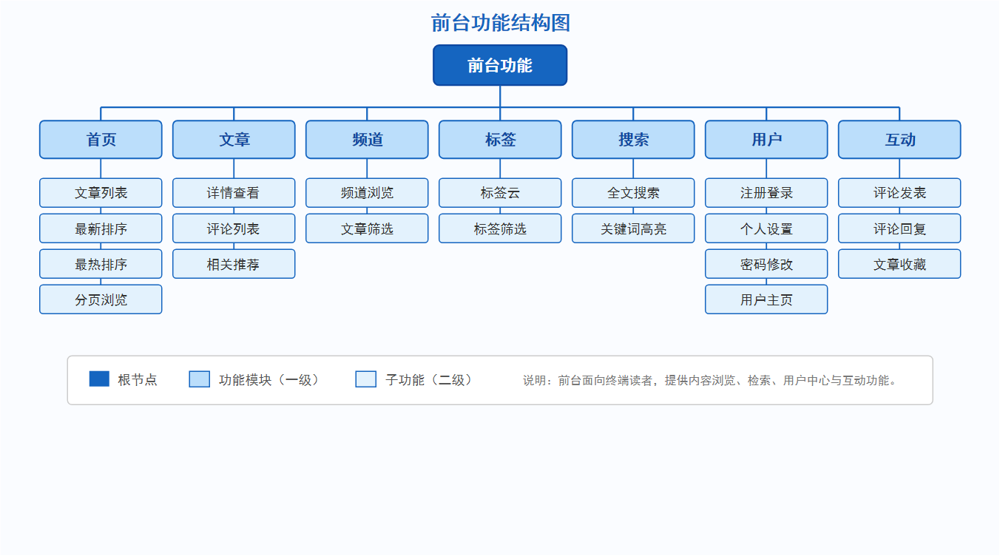 前台功能结构图
前台功能
首页
文章
频道
标签
搜索
用户
互动
文章列表
详情查看
频道浏览
标签云
全文搜索
注册登录
评论发表
最新排序
评论列表
文章筛选
标签筛选
关键词高亮
个人设置
评论回复
最热排序
相关推荐
密码修改
文章收藏
分页浏览
用户主页
根节点
功能模块（一级）
子功能（二级）
说明：前台面向终端读者，提供内容浏览、检索、用户中心与互动功能。